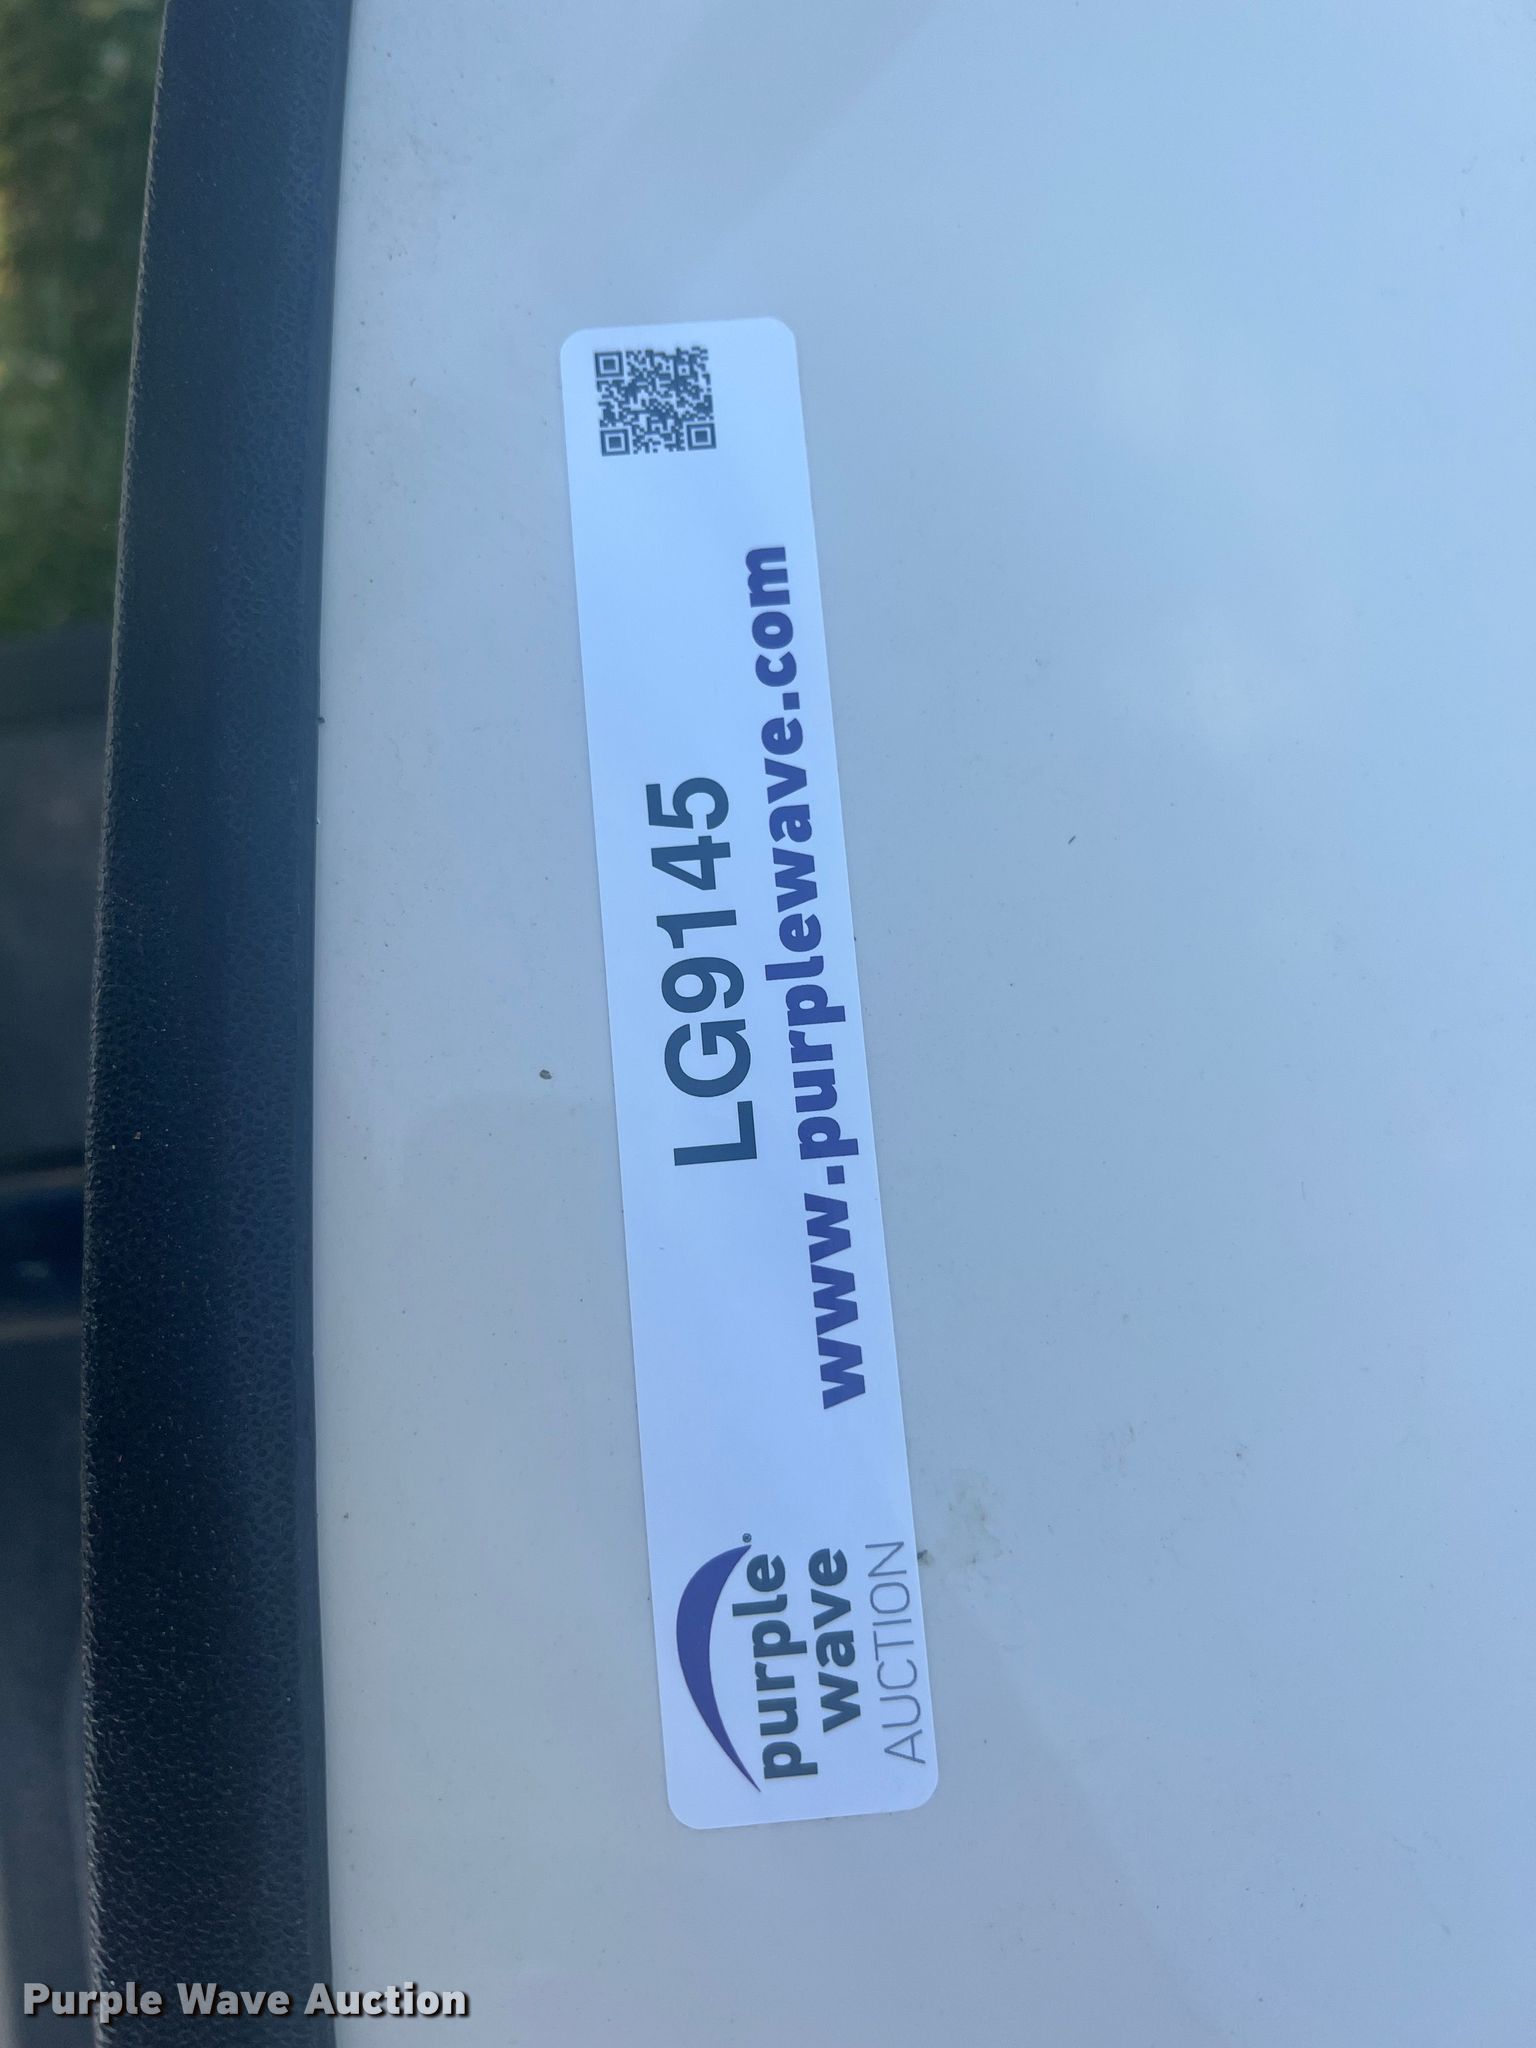 purple®
wave
AUCTION
LG9145
www.purplewave.com
Purple Wave Auction